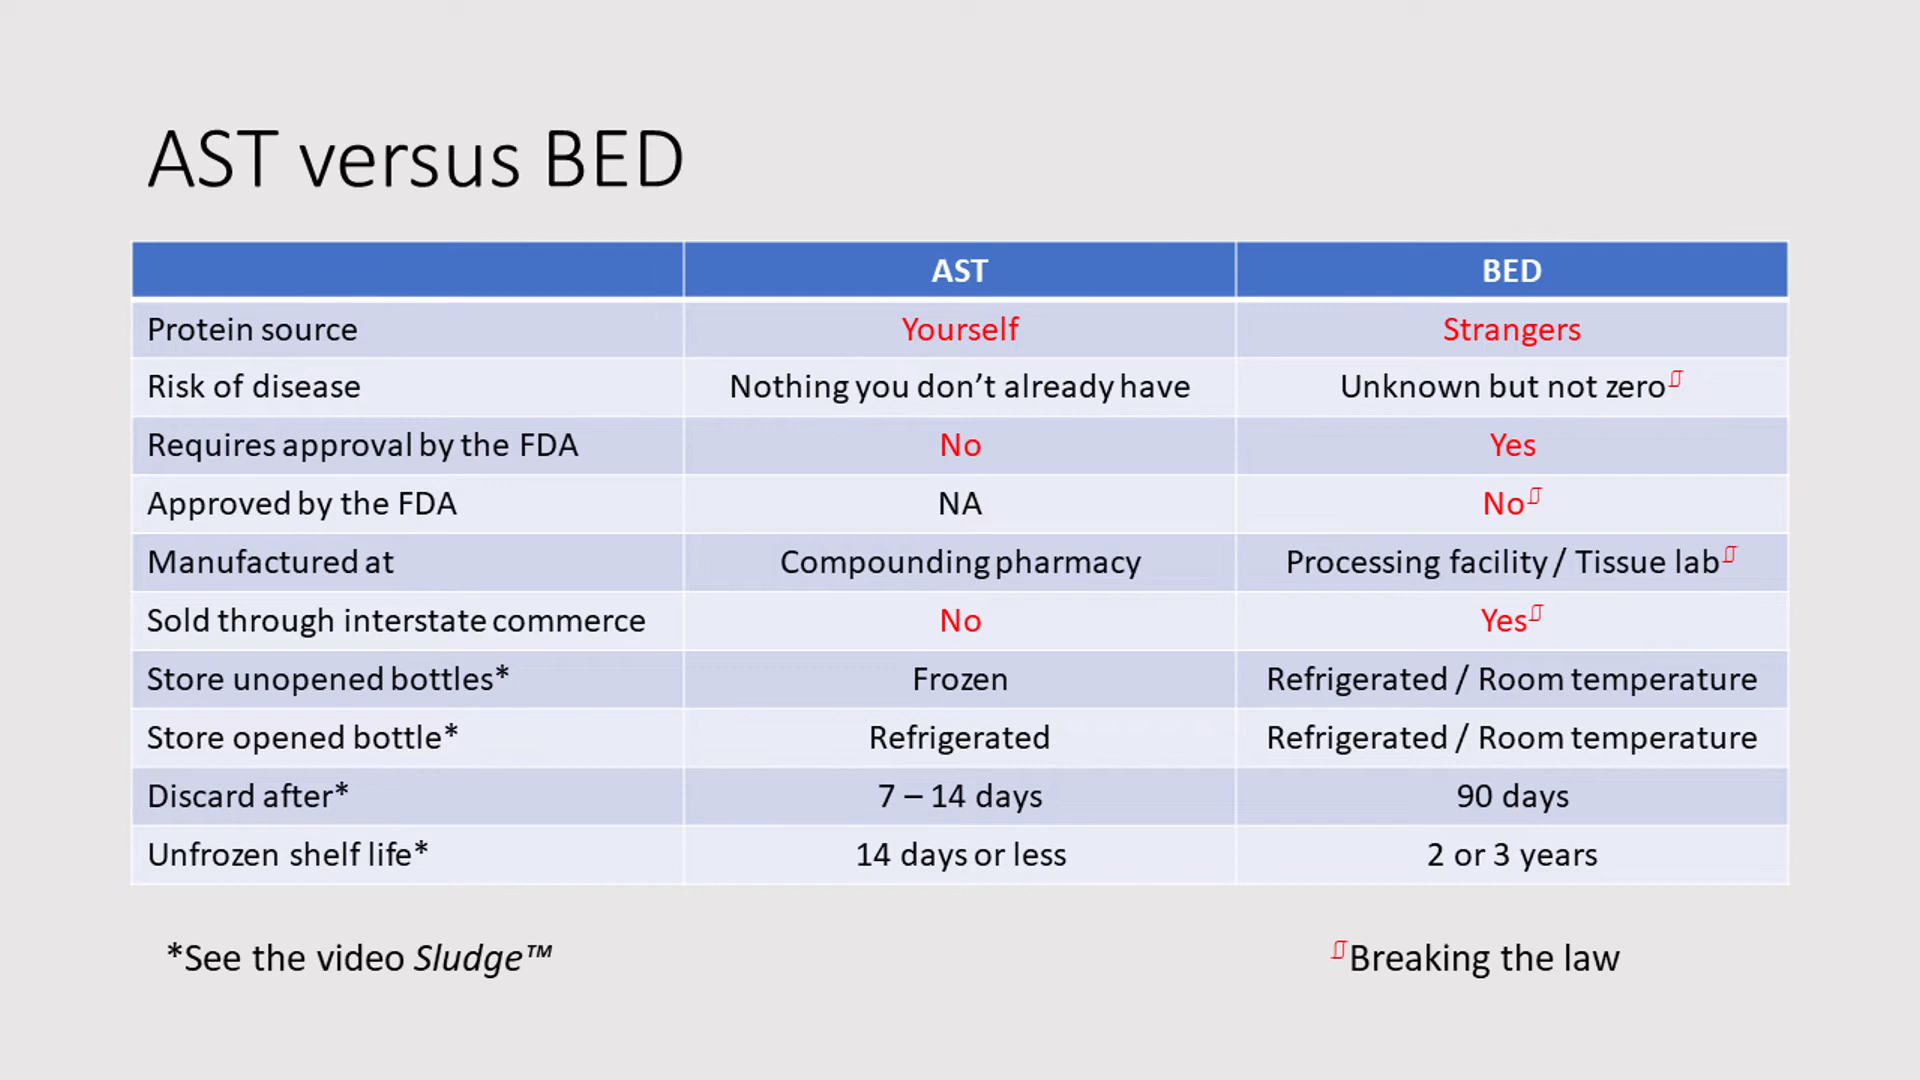 AST versus BED
AST BED
Protein source Yourself Strangers
Risk of disease Nothing you don’t already have Unknown but not zero⎎
Requires approval by the FDA No Yes
Approved by the FDA NA No⎎
Manufactured at Compounding pharmacy Processing facility / Tissue lab⎎
Sold through interstate commerce No Yes⎎
Store unopened bottles* Frozen Refrigerated / Room temperature
Store opened bottle* Refrigerated Refrigerated / Room temperature
Discard after* 7 – 14 days 90 days
Unfrozen shelf life* 14 days or less 2 or 3 years
*See the video Sludge™ ⎎Breaking the law